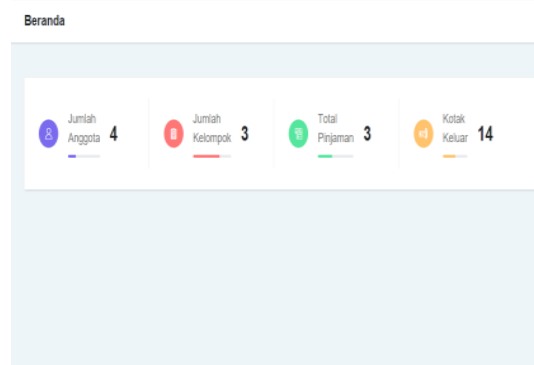 Beranda
Jumlah
Anggota 4
Jumlah
Kelompok 3
Total
Pinjaman 3
Kotak
Keluar 14